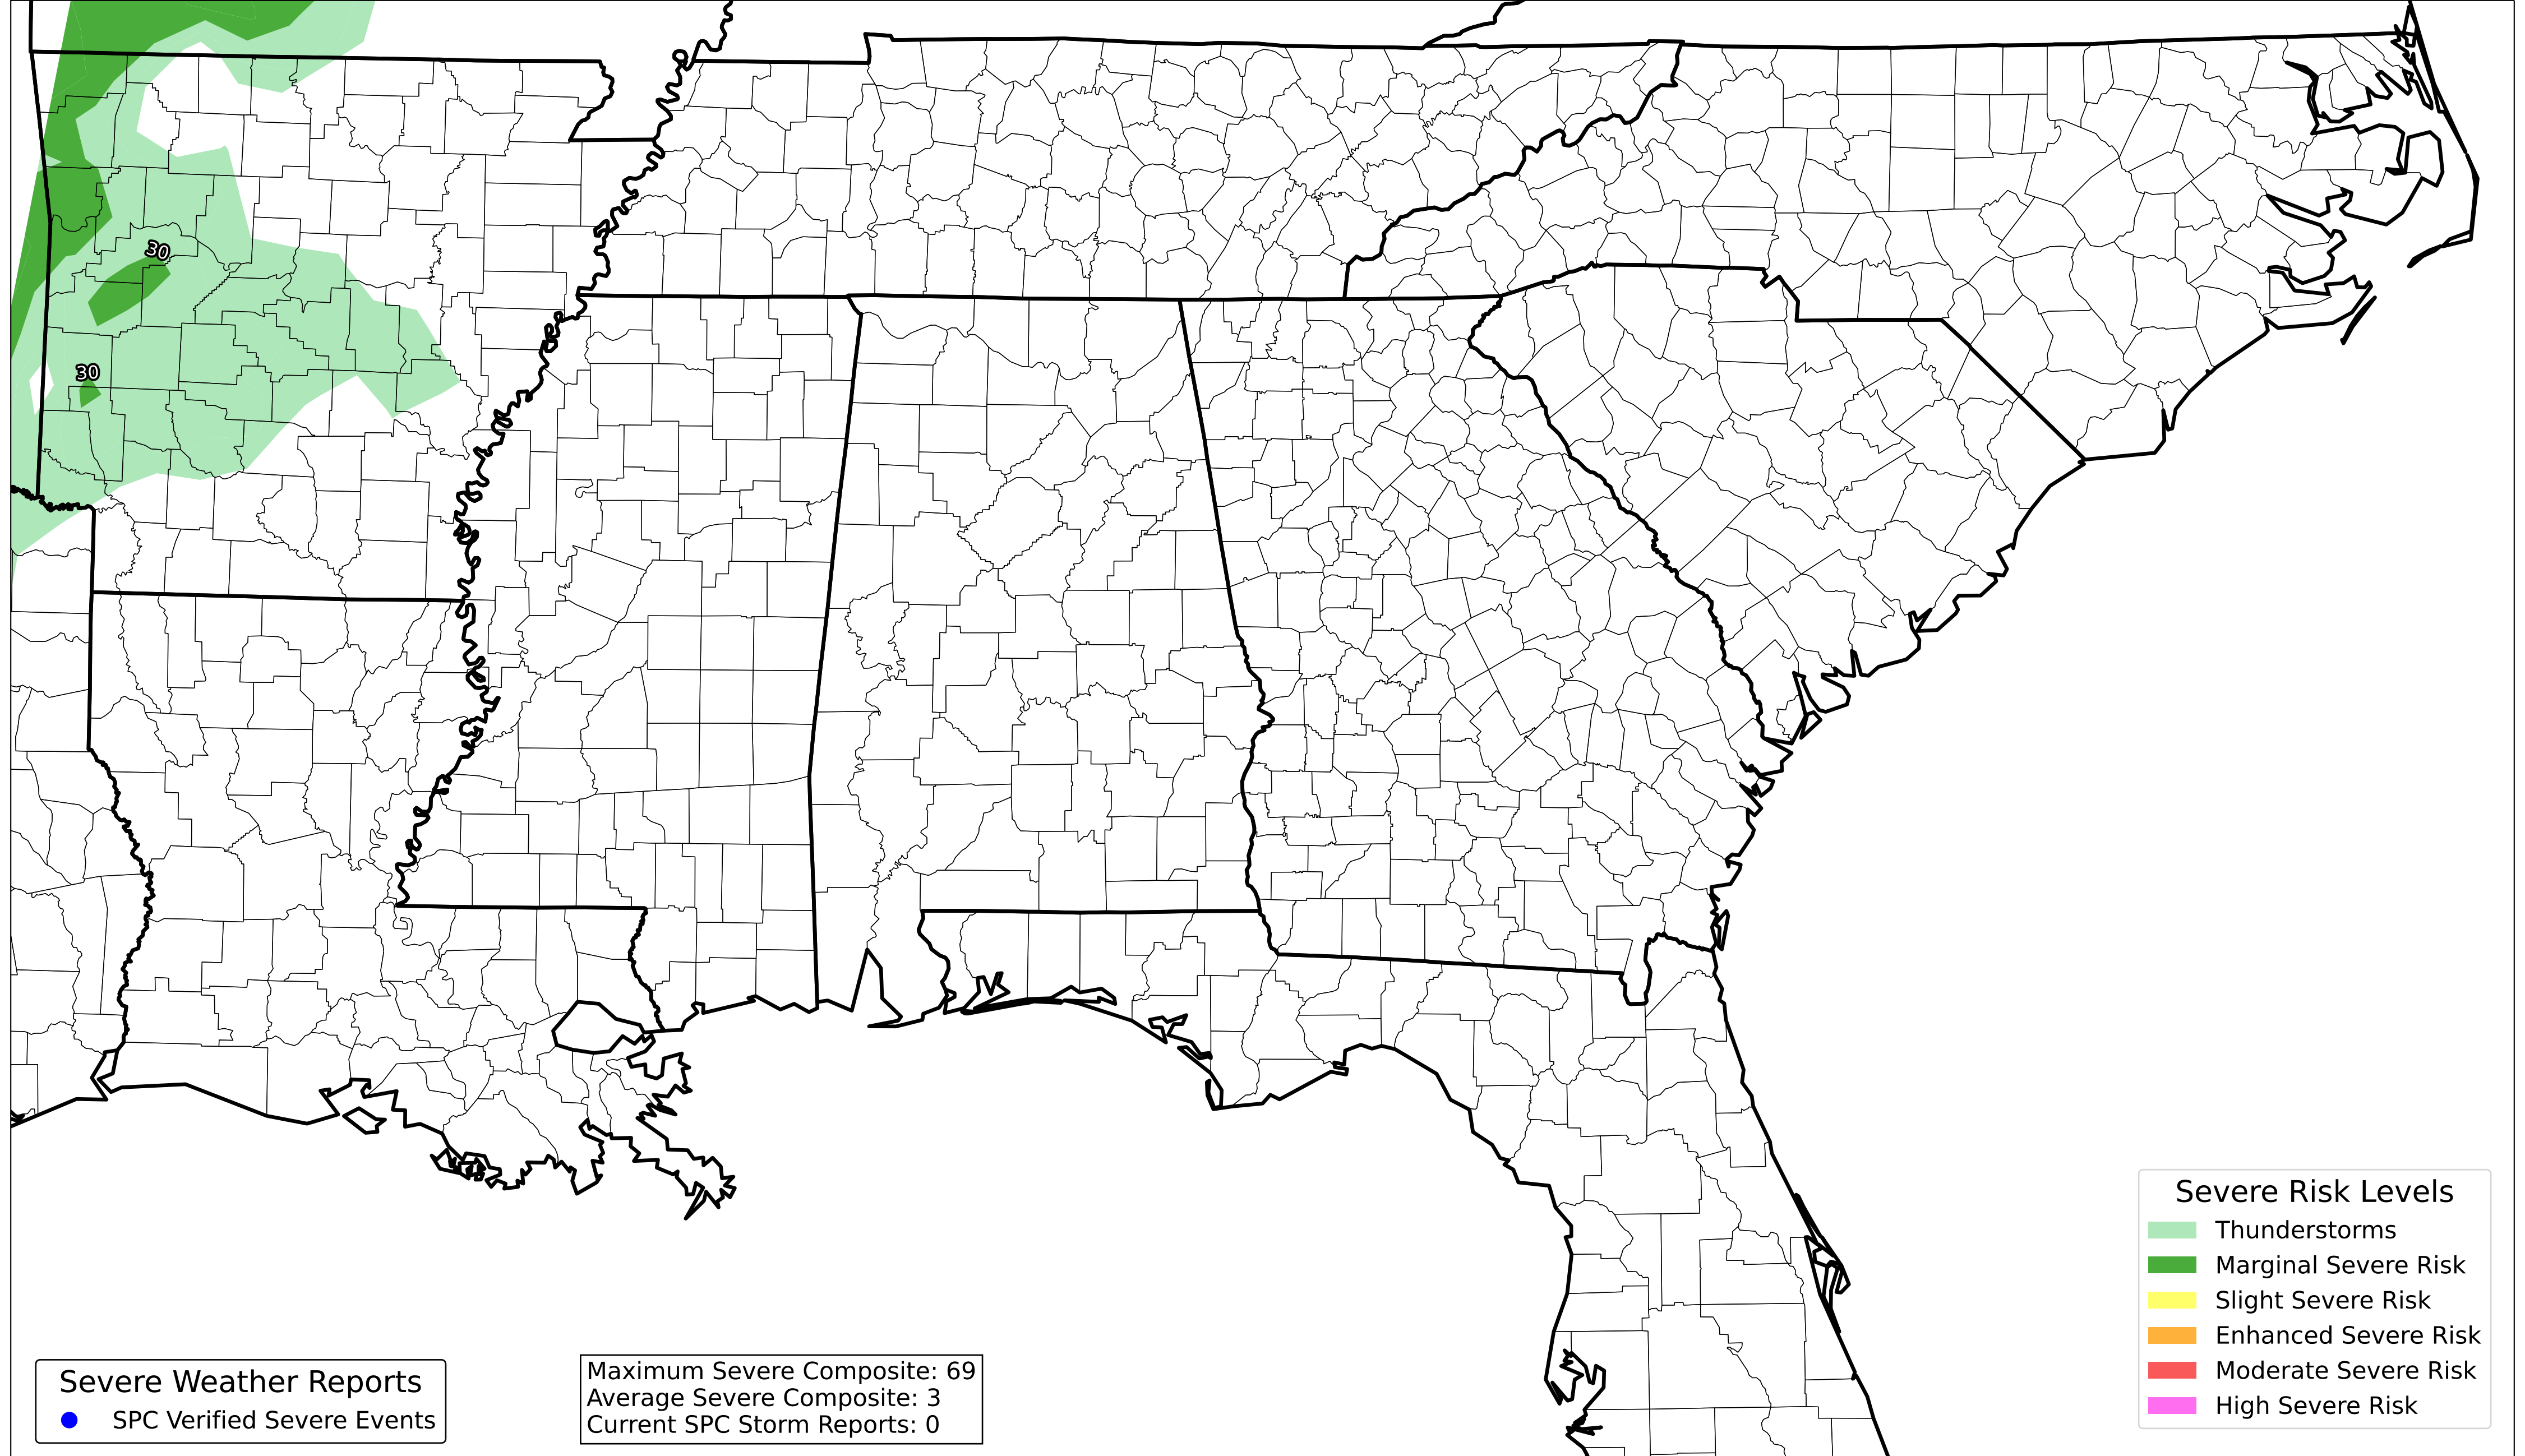 30
30
Severe Risk Levels
Thunderstorms
Marginal Severe Risk
Slight Severe Risk
Enhanced Severe Risk
Moderate Severe Risk
High Severe Risk
Severe Weather Reports
SPC Verified Severe Events
Maximum Severe Composite: 69
Average Severe Composite: 3
Current SPC Storm Reports: 0